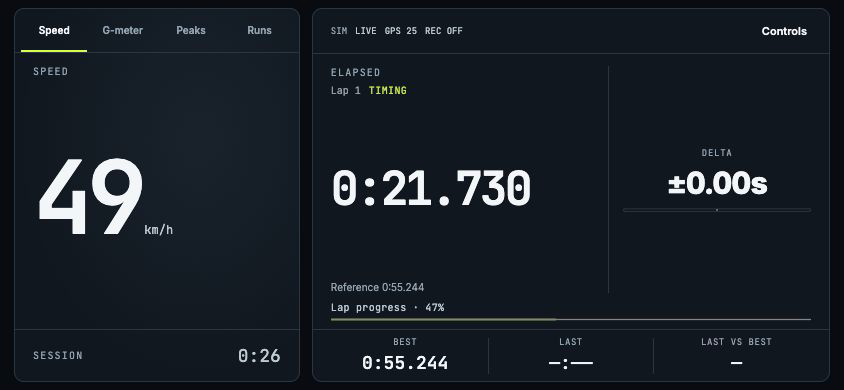 Speed G-meter Peaks Runs
SPEED
49 km/h
SESSION 0:26
SIM LIVE GPS 25 REC OFF Controls
ELAPSED
Lap 1 TIMING
0:21.730
DELTA
±0.00s
Reference 0:55.244
Lap progress · 47%
BEST LAST LAST VS BEST
0:55.244 —:—— —